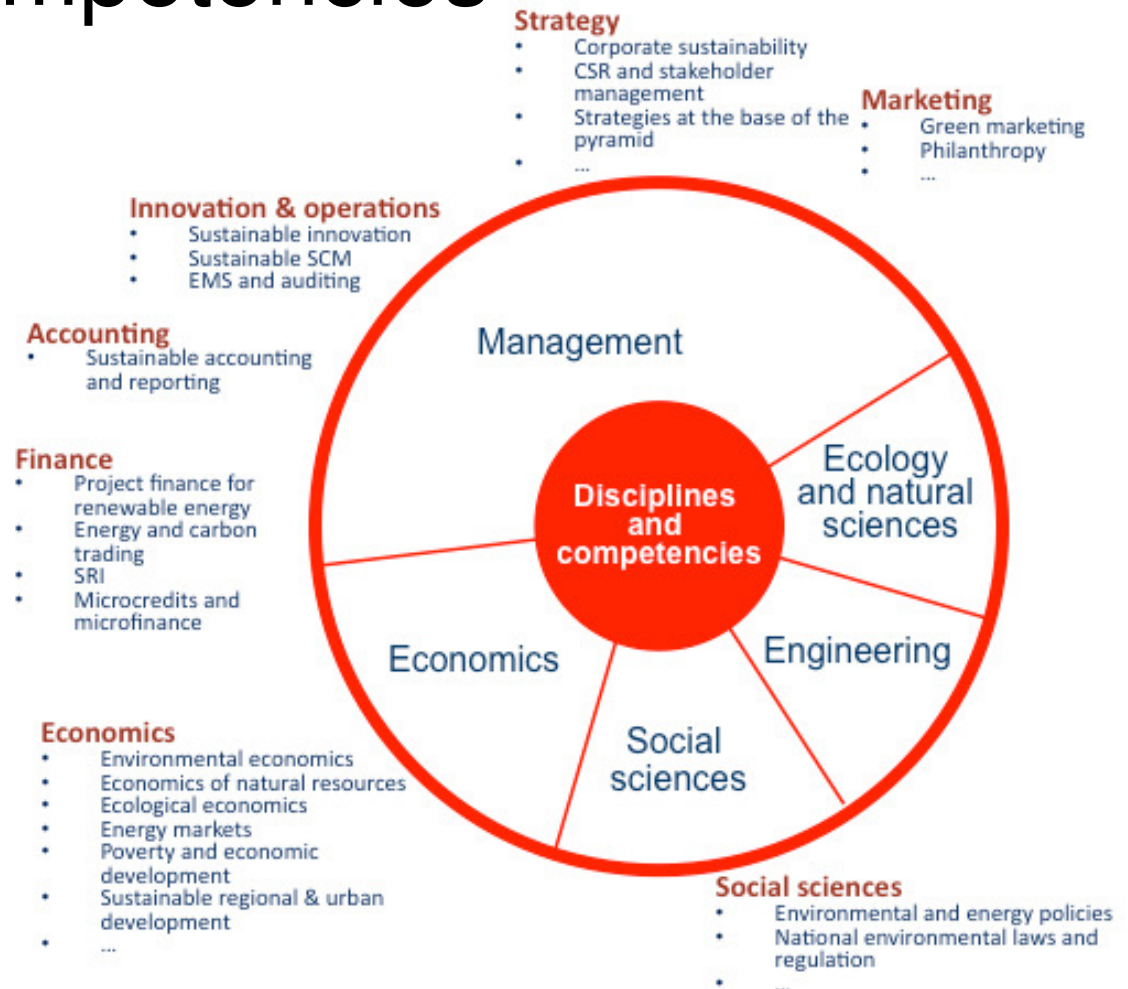 mpetencies
Strategy
• Corporate sustainability
• CSR and stakeholder
management
• Strategies at the base of the
pyramid
• ...
Marketing
• Green marketing
• Philanthropy
• ...
Innovation & operations
• Sustainable innovation
• Sustainable SCM
• EMS and auditing
Accounting
• Sustainable accounting
and reporting
Finance
• Project finance for
renewable energy
• Energy and carbon
trading
• SRI
• Microcredits and
microfinance
Economics
• Environmental economics
• Economics of natural resources
• Ecological economics
• Energy markets
• Poverty and economic
development
• Sustainable regional & urban
development
• ...
Management
Ecology
and natural
sciences
Disciplines
and
competencies
Engineering
Economics
Social
sciences
Social sciences
• Environmental and energy policies
• National environmental laws and
regulation
• ...